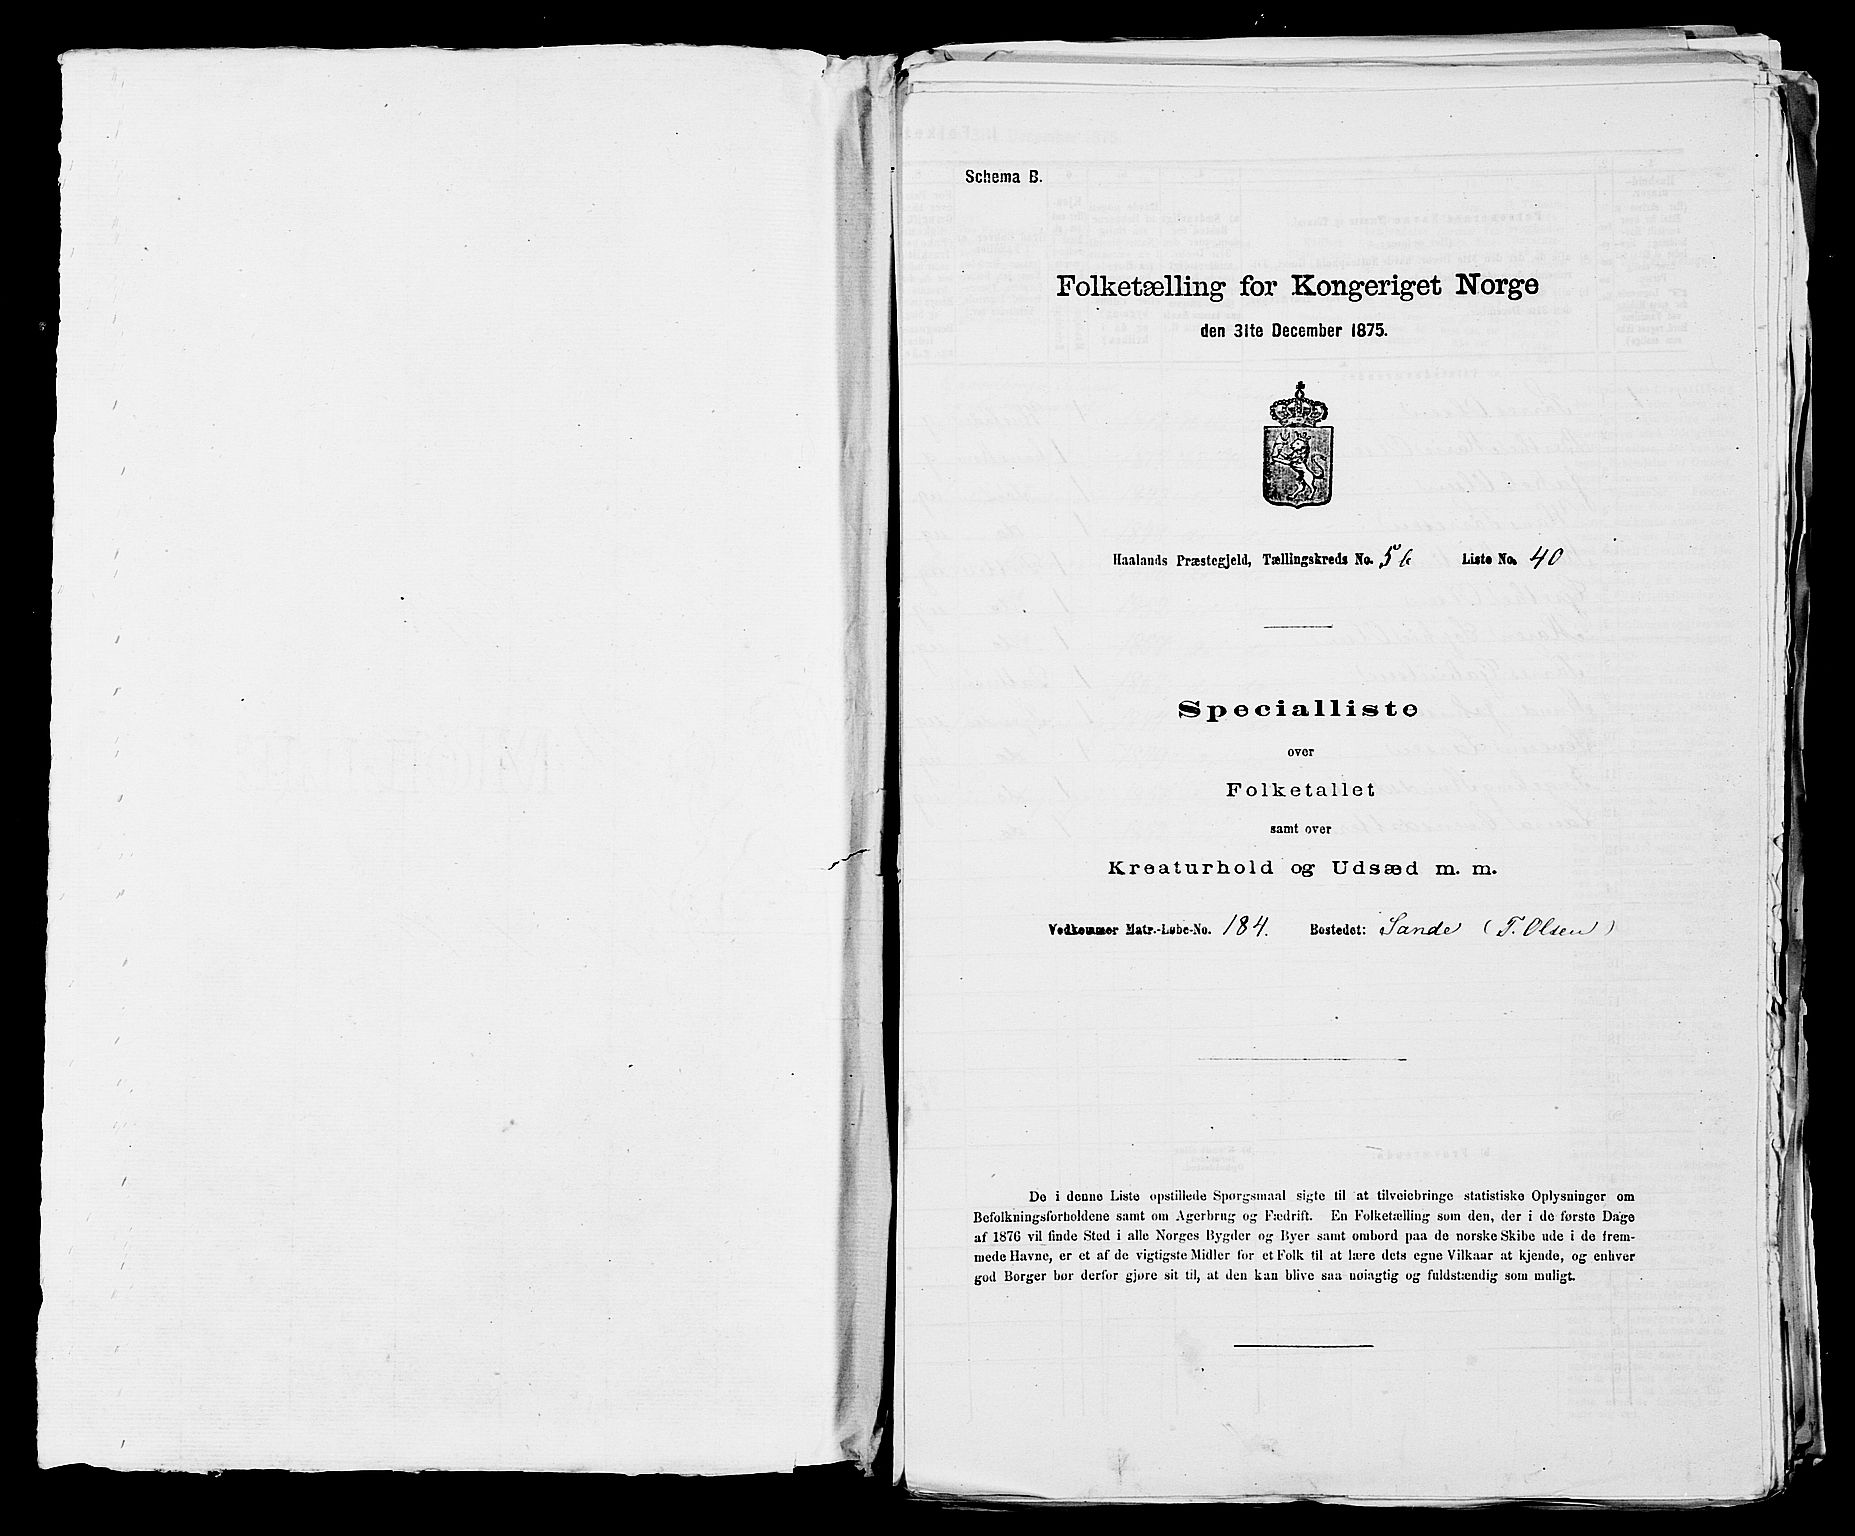 Schema B.
Folketælling for Kongeriget Norge
den 31te December 1875.
Haalands Præstegjeld, Tællingskreds No. 5b Liste No. 40
Specialliste
over
Folketallet
samt over
Kreaturhold og Udsæd m. m.
Vedkommer Matr.-Løbe-No. 184. Bostedet: Sande (T. Olsen)
De i denne Liste opstillede Spørgsmaal sigte til at tilveiebringe statistiske Oplysninger om
Befolkningsforholdene samt om Agerbrug og Fædrift. En Folketælling som den, der i de første Dage
af 1876 vil finde Sted i alle Norges Bygder og Byer samt ombord paa de norske Skibe ude i de frem-
mede Havne, er et af de vigtigste Midler for et Folk til at lære dets egne Vilkaar at kjende, og enhver
god Borger bør derfor gjøre sit til, at den kan blive saa nøiagtig og fuldstændig som muligt.